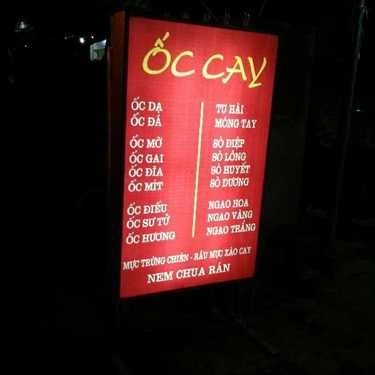 ỐC CAY
ỐC DẠ
ỐC ĐÁ
ỐC MỠ
ỐC GAI
ỐC ĐĨA
ỐC MÍT
ỐC ĐIẾU
ỐC SƯ TỬ
ỐC HƯƠNG
TU HÀI
MÓNG TAY
SÒ ĐIỆP
SÒ LÔNG
SÒ HUYẾT
SÒ DƯƠNG
NGAO HOA
NGAO VÀNG
NGAO TRẮNG
MỰC TRỨNG CHIÊN - RÂU MỰC XÀO CAY
NEM CHUA RÁN